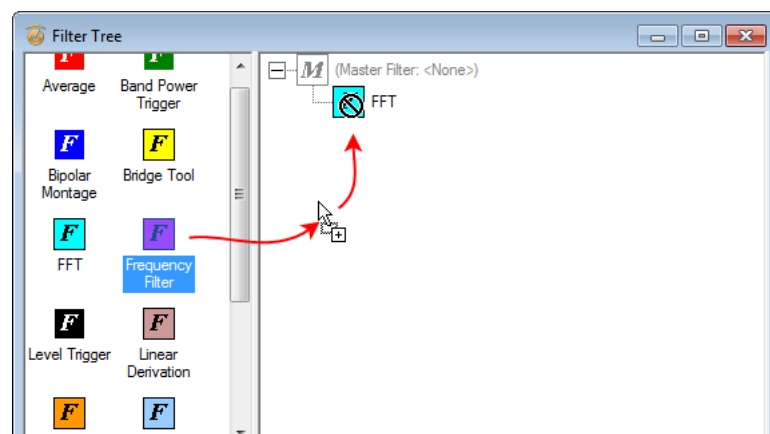 Filter Tree
F F
Average Band Power
Trigger
F F
Bipolar Bridge Tool
Montage
F F
FFT Frequency
Filter
F F
Level Trigger Linear
Derivation
F F
M (Master Filter: <None>)
FFT